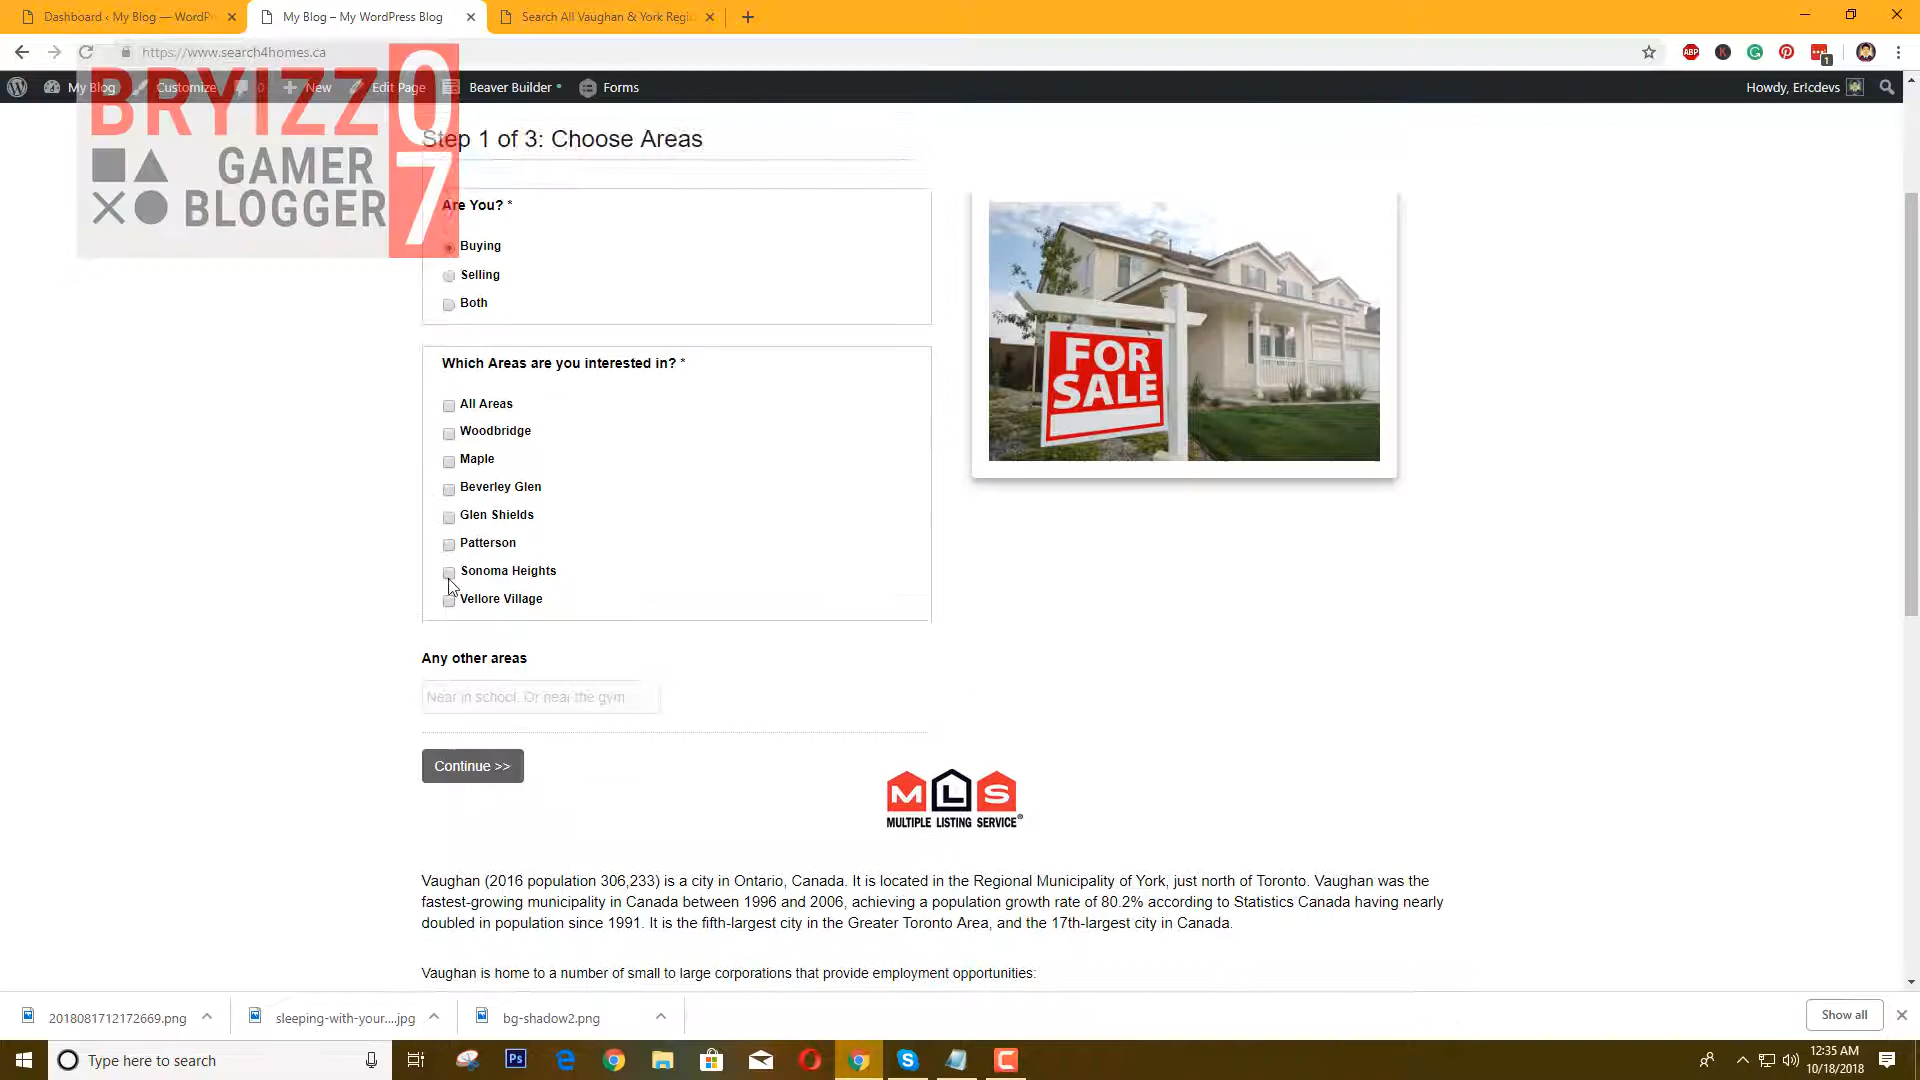 Dashboard ‹ My Blog — WordP
My Blog – My WordPress Blog
Search All Vaughan & York Regi
https://www.search4homes.ca
ABP
K
1
My Blog
Customize
0
New
Edit Page
Beaver Builder
Forms
Howdy, Er!cdevs
BRYIZZ
07
GAMER
BLOGGER
Step 1 of 3: Choose Areas
Are You? *
Buying
Selling
Both
Which Areas are you interested in? *
All Areas
Woodbridge
Maple
Beverley Glen
Glen Shields
Patterson
Sonoma Heights
Vellore Village
FOR
SALE
Any other areas
Near in school. Or near the gym
Continue >>
MLS
MULTIPLE LISTING SERVICE®
Vaughan (2016 population 306,233) is a city in Ontario, Canada. It is located in the Regional Municipality of York, just north of Toronto. Vaughan was the
fastest-growing municipality in Canada between 1996 and 2006, achieving a population growth rate of 80.2% according to Statistics Canada having nearly
doubled in population since 1991. It is the fifth-largest city in the Greater Toronto Area, and the 17th-largest city in Canada.
Vaughan is home to a number of small to large corporations that provide employment opportunities:
2018081712172669.png
sleeping-with-your....jpg
bg-shadow2.png
Show all
Type here to search
Ps
12:35 AM
10/18/2018